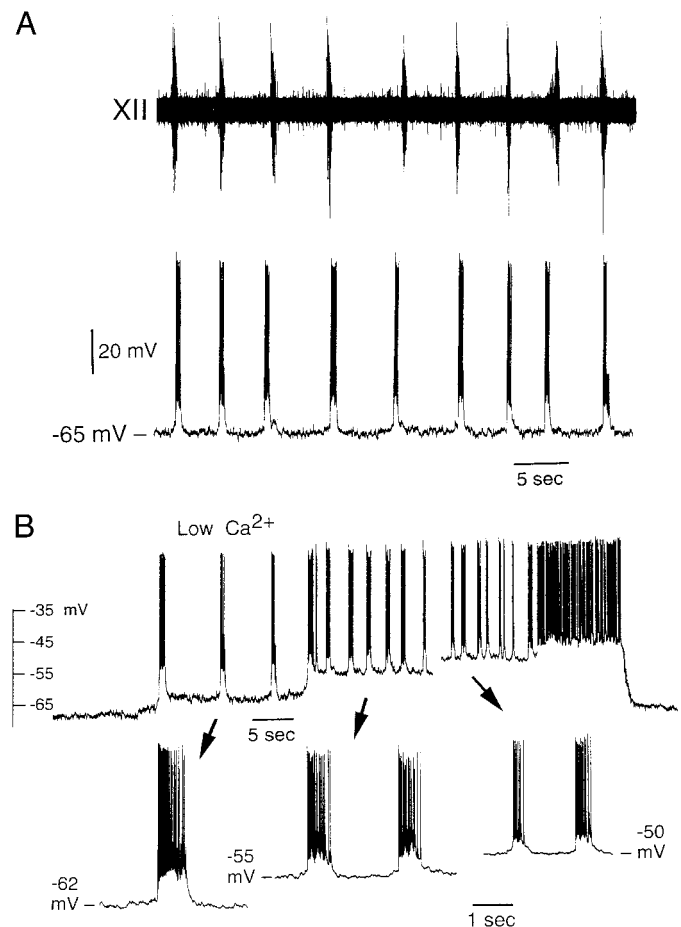 A
XII
20 mV
-65 mV –
5 sec
B
Low Ca2+
-35 mV
-45
-55
-65
5 sec
-62
mV –
-55
mV –
-50
– mV
1 sec